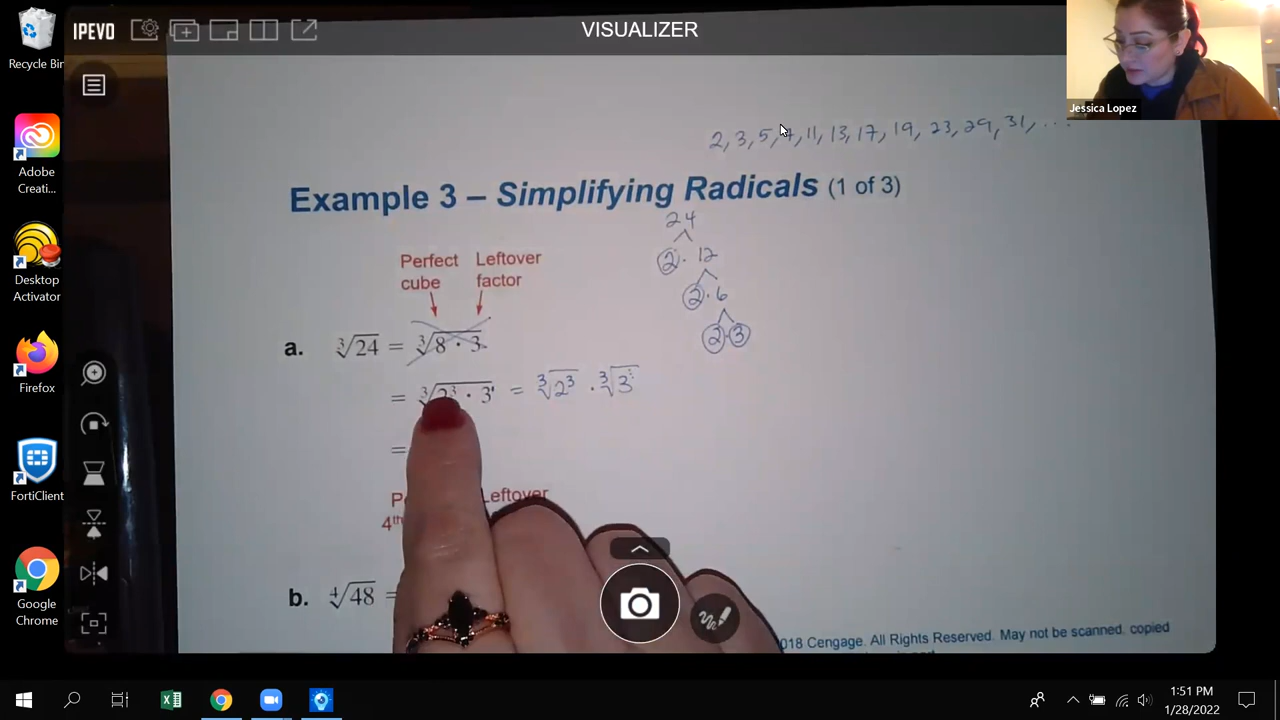 Recycle Bin
Adobe
Creati...
Desktop
Activator
Firefox
FortiClient
Google
Chrome
IPEVO
VISUALIZER
Jessica Lopez
2, 3, 5, 7, 11, 13, 17, 19, 23, 29, 31, ...
Example 3 – Simplifying Radicals (1 of 3)
24
2 · 12
2 · 6
2 · 3
Perfect Leftover
cube factor
a. ∛24 = ∛8 · 3
= ∛2³ · 3¹ = ∛2³ · ∛3
=
Leftover
4th
b. ∜48 =
018 Cengage. All Rights Reserved. May not be scanned, copied
1:51 PM
1/28/2022